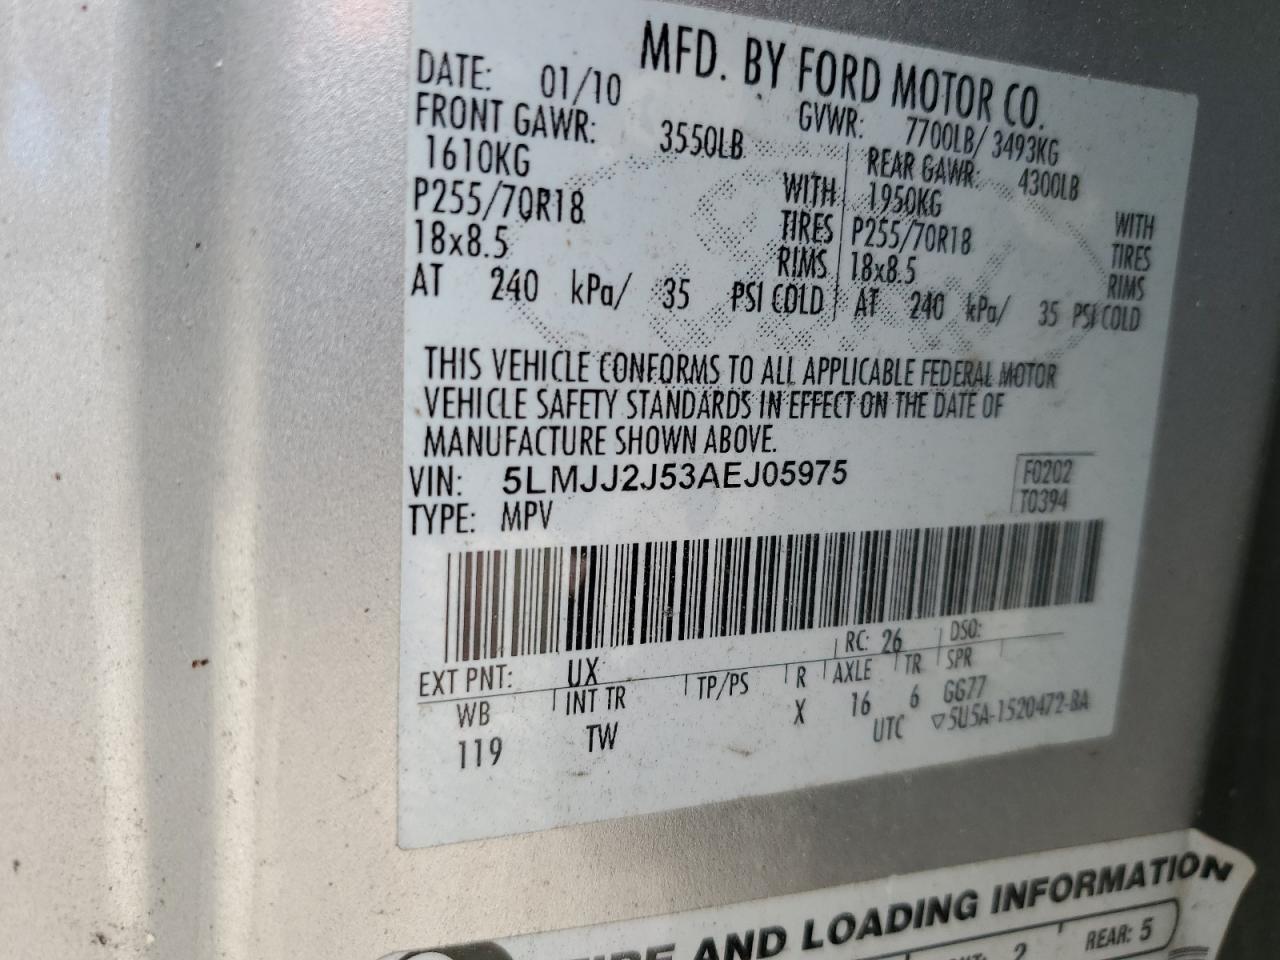 MFD. BY FORD MOTOR CO.
DATE: 01/10 GVWR: 7700LB/ 3493KG
FRONT GAWR: 3550LB REAR GAWR: 4300LB
1610KG WITH 1950KG WITH
P255/70R18 TIRES P255/70R18 TIRES
18x8.5 RIMS 18x8.5 RIMS
AT 240 kPa/ 35 PSI COLD AT 240 kPa/ 35 PSI COLD
THIS VEHICLE CONFORMS TO ALL APPLICABLE FEDERAL MOTOR
VEHICLE SAFETY STANDARDS IN EFFECT ON THE DATE OF
MANUFACTURE SHOWN ABOVE.
VIN: 5LMJJ2J53AEJ05975 F0202
TYPE: MPV T0394
EXT PNT: UX RC: 26 DSO:
WB INT TR TP/PS R AXLE TR SPR
119 TW X 16 6 GG77
UTC ▽5U5A-1520472-BA
AND LOADING INFORMATION
2 REAR: 5